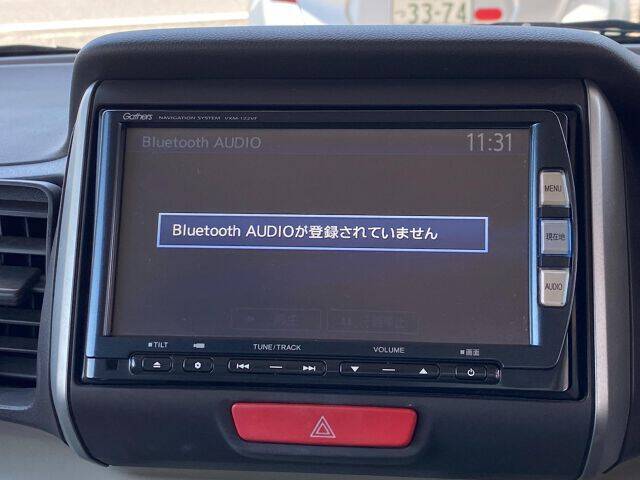 ・33-74
Gathers NAVIGATION SYSTEM VXM-122VF
Bluetooth AUDIO 11:31
MENU
Bluetooth AUDIOが登録されていません
現在地
AUDIO
TILT TUNE/TRACK VOLUME 画面